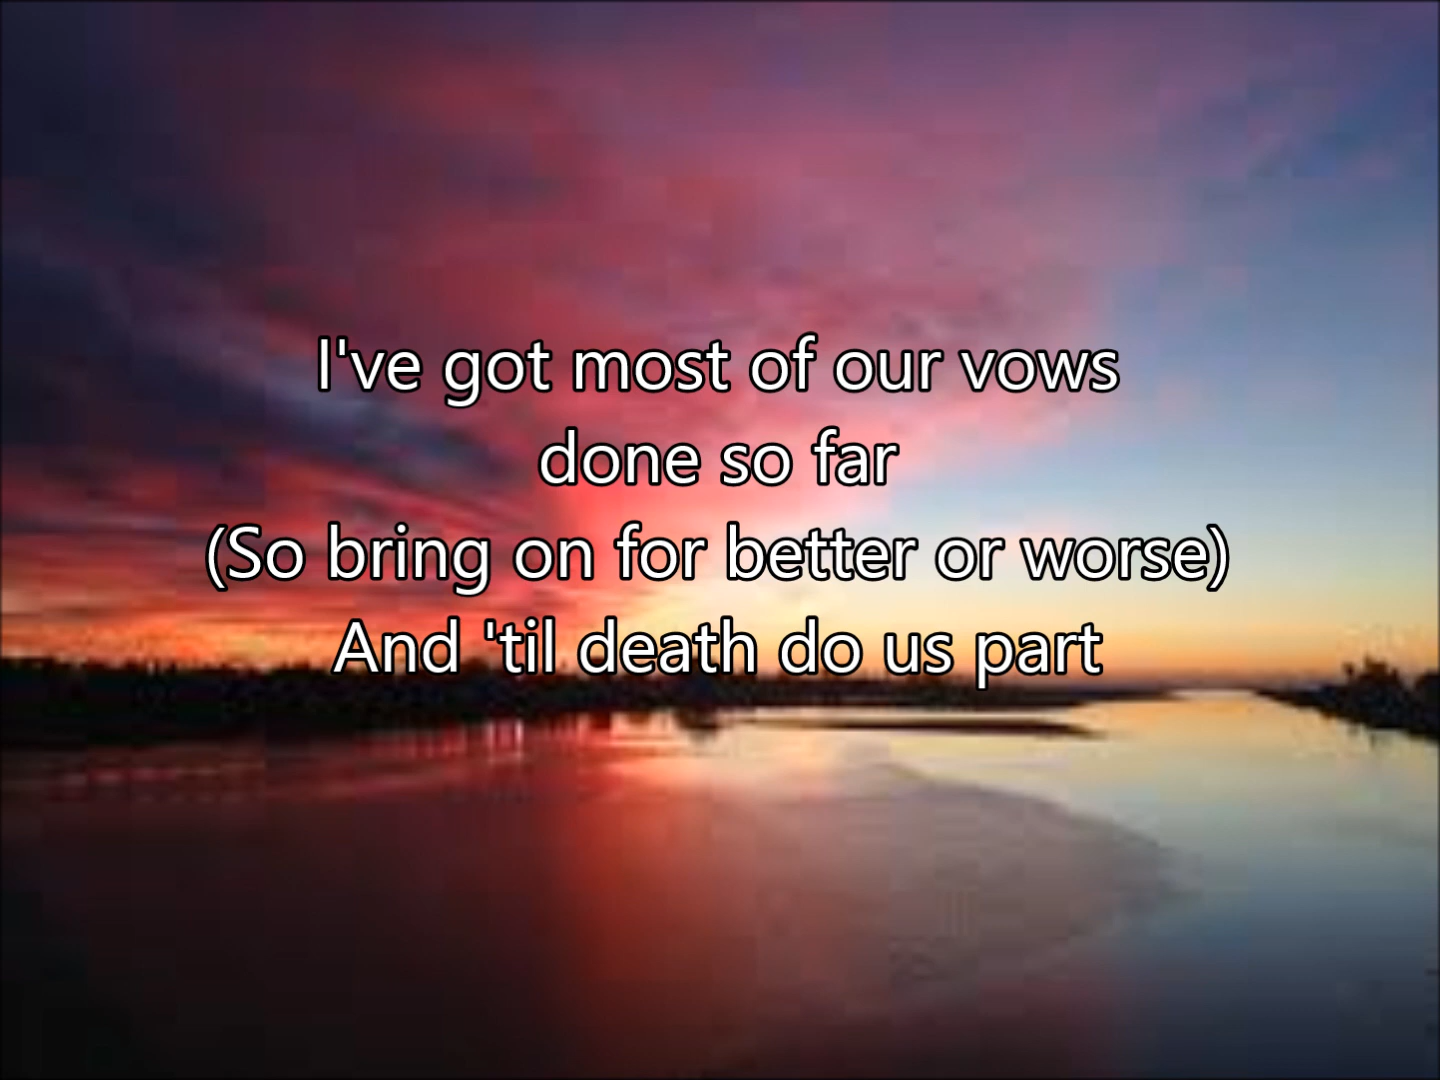 I've got most of our vows
done so far
(So bring on for better or worse)
And 'til death do us part